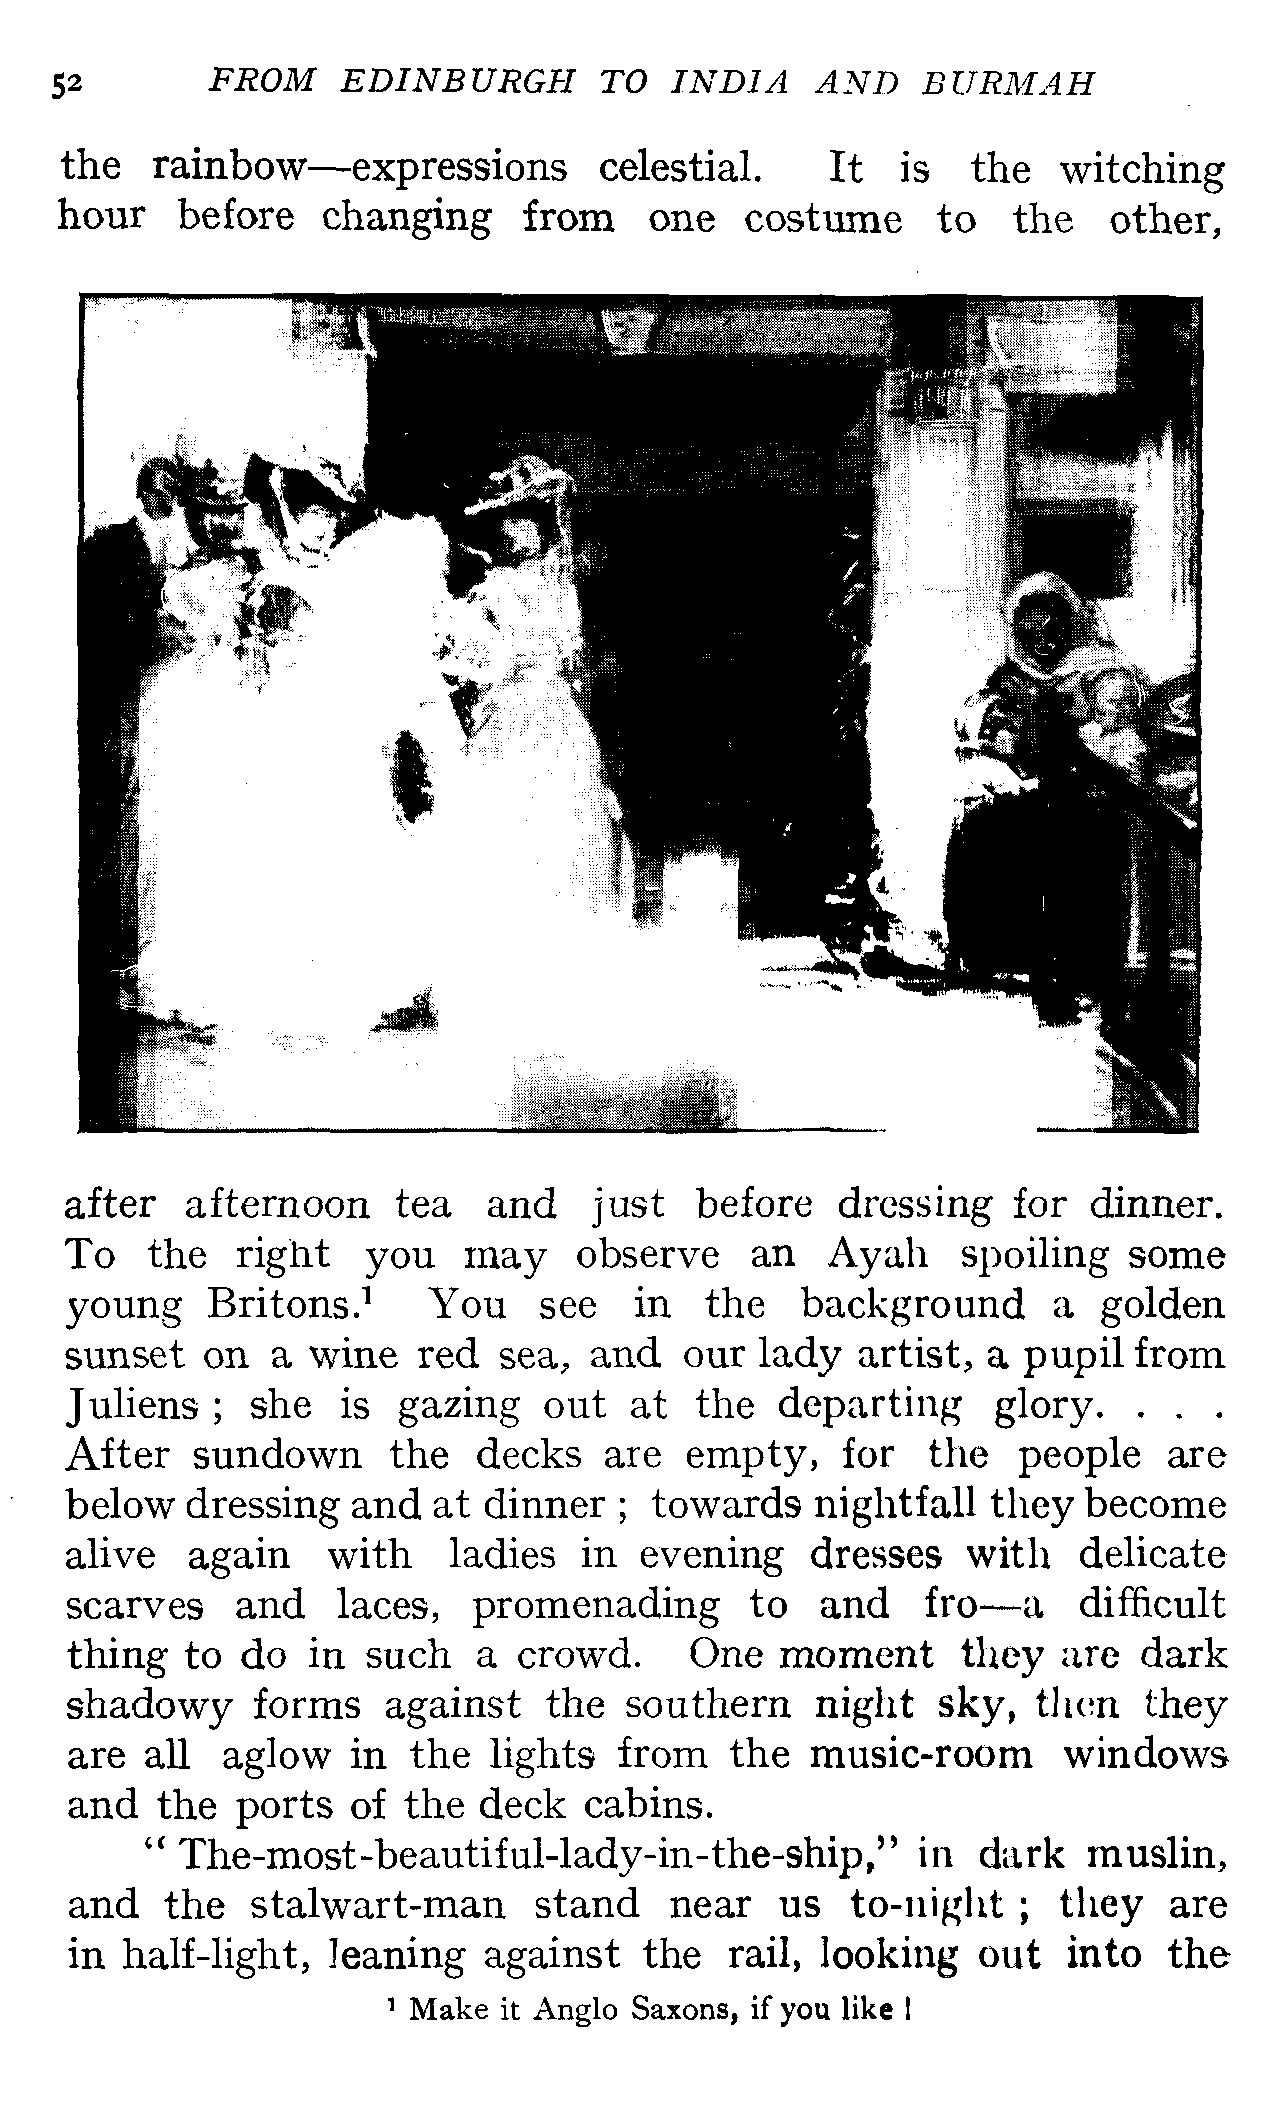 52 FROM EDINBURGH TO INDIA AND BURMAH
the rainbow—expressions celestial. It is the witching
hour before changing from one costume to the other,
after afternoon tea and just before dressing for dinner.
To the right you may observe an Ayah spoiling some
young Britons.¹ You see in the background a golden
sunset on a wine red sea, and our lady artist, a pupil from
Juliens ; she is gazing out at the departing glory. . . .
After sundown the decks are empty, for the people are
below dressing and at dinner ; towards nightfall they become
alive again with ladies in evening dresses with delicate
scarves and laces, promenading to and fro—a difficult
thing to do in such a crowd. One moment they are dark
shadowy forms against the southern night sky, then they
are all aglow in the lights from the music-room windows
and the ports of the deck cabins.
“ The-most-beautiful-lady-in-the-ship,” in dark muslin,
and the stalwart-man stand near us to-night ; they are
in half-light, leaning against the rail, looking out into the
¹ Make it Anglo Saxons, if you like !